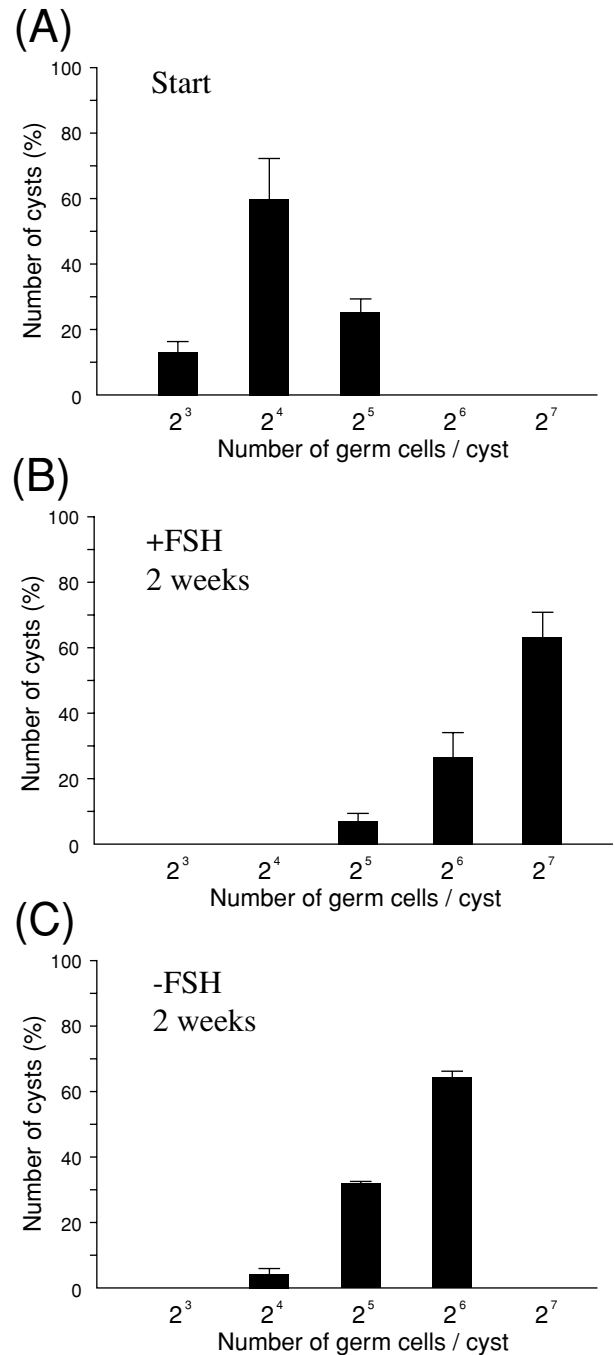 (A)
Start
Number of cysts (%)
100
80
60
40
20
0
2³ 2⁴ 2⁵ 2⁶ 2⁷
Number of germ cells / cyst
(B)
+FSH
2 weeks
Number of cysts (%)
100
80
60
40
20
0
2³ 2⁴ 2⁵ 2⁶ 2⁷
Number of germ cells / cyst
(C)
-FSH
2 weeks
Number of cysts (%)
100
80
60
40
20
0
2³ 2⁴ 2⁵ 2⁶ 2⁷
Number of germ cells / cyst